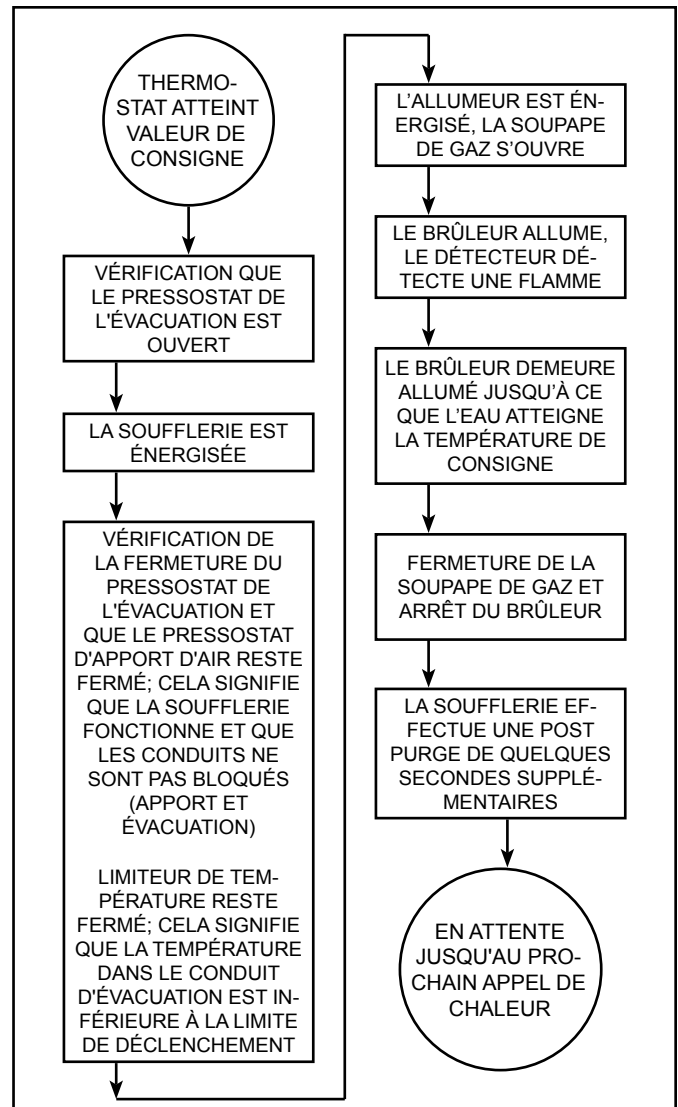 THERMO-
STAT ATTEINT
VALEUR DE
CONSIGNE
VÉRIFICATION QUE
LE PRESSOSTAT DE
L'ÉVACUATION EST
OUVERT
LA SOUFFLERIE EST
ÉNERGISÉE
VÉRIFICATION DE
LA FERMETURE DU
PRESSOSTAT DE
L'ÉVACUATION ET
QUE LE PRESSOSTAT
D'APPORT D'AIR RESTE
FERMÉ; CELA SIGNIFIE
QUE LA SOUFFLERIE
FONCTIONNE ET QUE
LES CONDUITS NE
SONT PAS BLOQUÉS
(APPORT ET
ÉVACUATION)
LIMITEUR DE TEM-
PÉRATURE RESTE
FERMÉ; CELA SIGNIFIE
QUE LA TEMPÉRATURE
DANS LE CONDUIT
D'ÉVACUATION EST IN-
FÉRIEURE À LA LIMITE
DE DÉCLENCHEMENT
L’ALLUMEUR EST ÉN-
ERGISÉ, LA SOUPAPE
DE GAZ S’OUVRE
LE BRÛLEUR ALLUME,
LE DÉTECTEUR DÉ-
TECTE UNE FLAMME
LE BRÛLEUR DEMEURE
ALLUMÉ JUSQU’À CE
QUE L’EAU ATTEIGNE
LA TEMPÉRATURE DE
CONSIGNE
FERMETURE DE LA
SOUPAPE DE GAZ ET
ARRÊT DU BRÛLEUR
LA SOUFFLERIE EF-
FECTUE UNE POST
PURGE DE QUELQUES
SECONDES SUPPLÉ-
MENTAIRES
EN ATTENTE
JUSQU'AU PRO-
CHAIN APPEL DE
CHALEUR